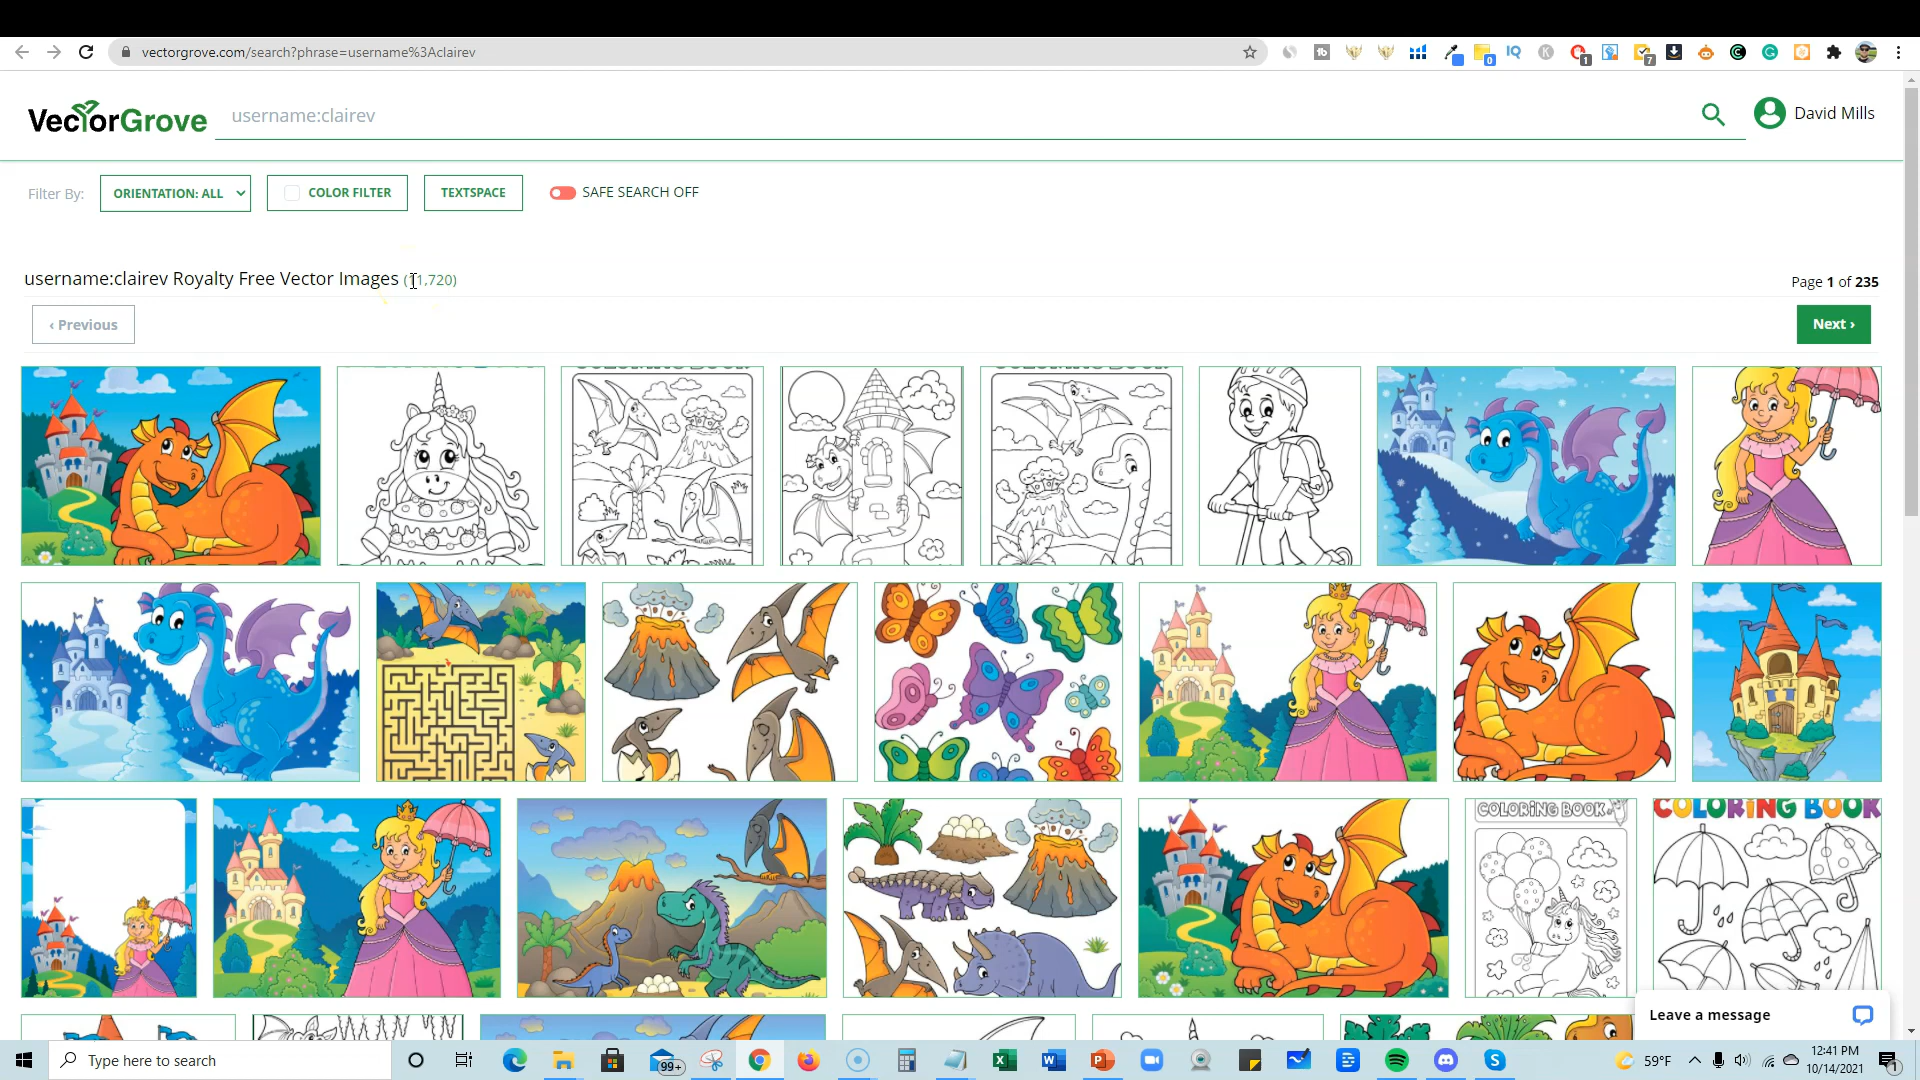 vectorgrove.com/search?phrase=username%3Aclairev
VectorGrove
username:clairev
David Mills
Filter By:
ORIENTATION: ALL
COLOR FILTER
TEXTSPACE
SAFE SEARCH OFF
username:clairev Royalty Free Vector Images (11,720)
Page 1 of 235
‹ Previous
Next ›
COLORING BOOK
COLORING BOOK
Leave a message
Type here to search
99+
59°F
12:41 PM
10/14/2021